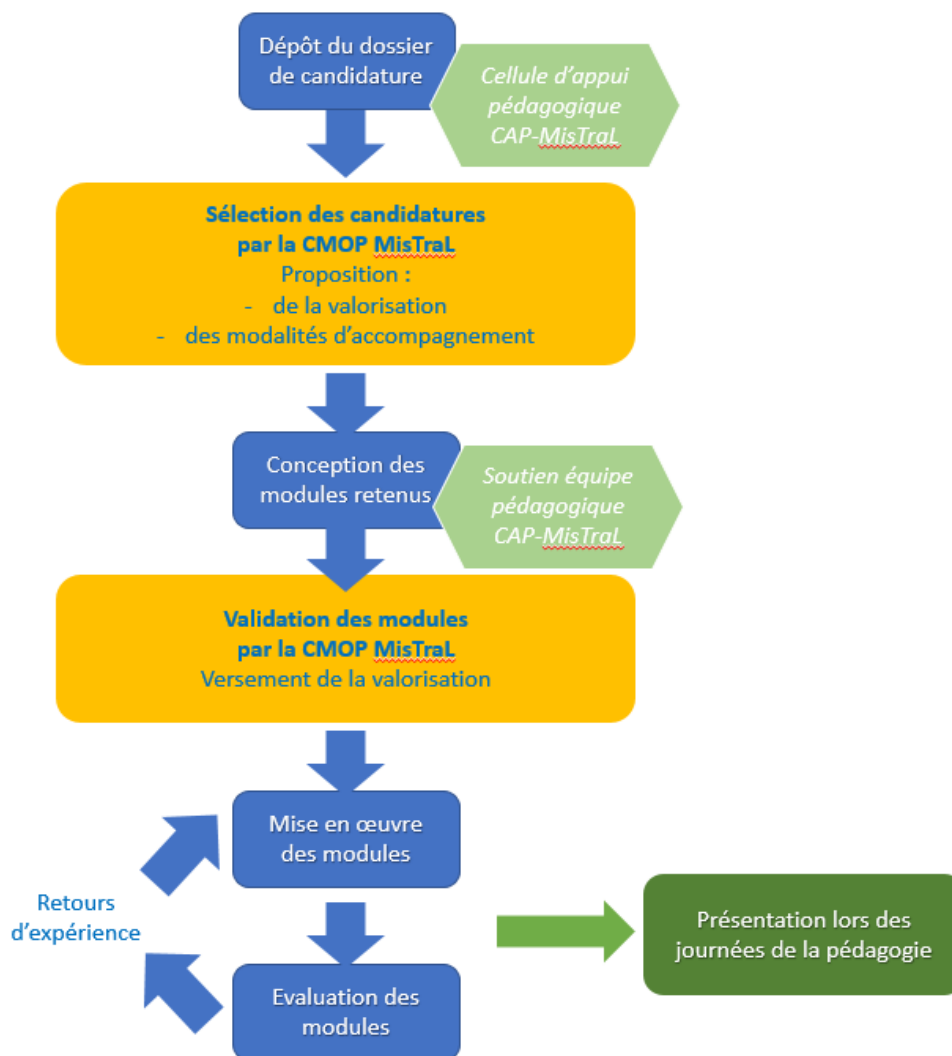 Dépôt du dossier
de candidature
Cellule d’appui
pédagogique
CAP-MisTraL
Sélection des candidatures
par la CMOP MisTraL
Proposition :
- de la valorisation
- des modalités d’accompagnement
Conception des
modules retenus
Soutien équipe
pédagogique
CAP-MisTraL
Validation des modules
par la CMOP MisTraL
Versement de la valorisation
Mise en œuvre
des modules
Retours
d’expérience
Présentation lors des
journées de la pédagogie
Evaluation des
modules